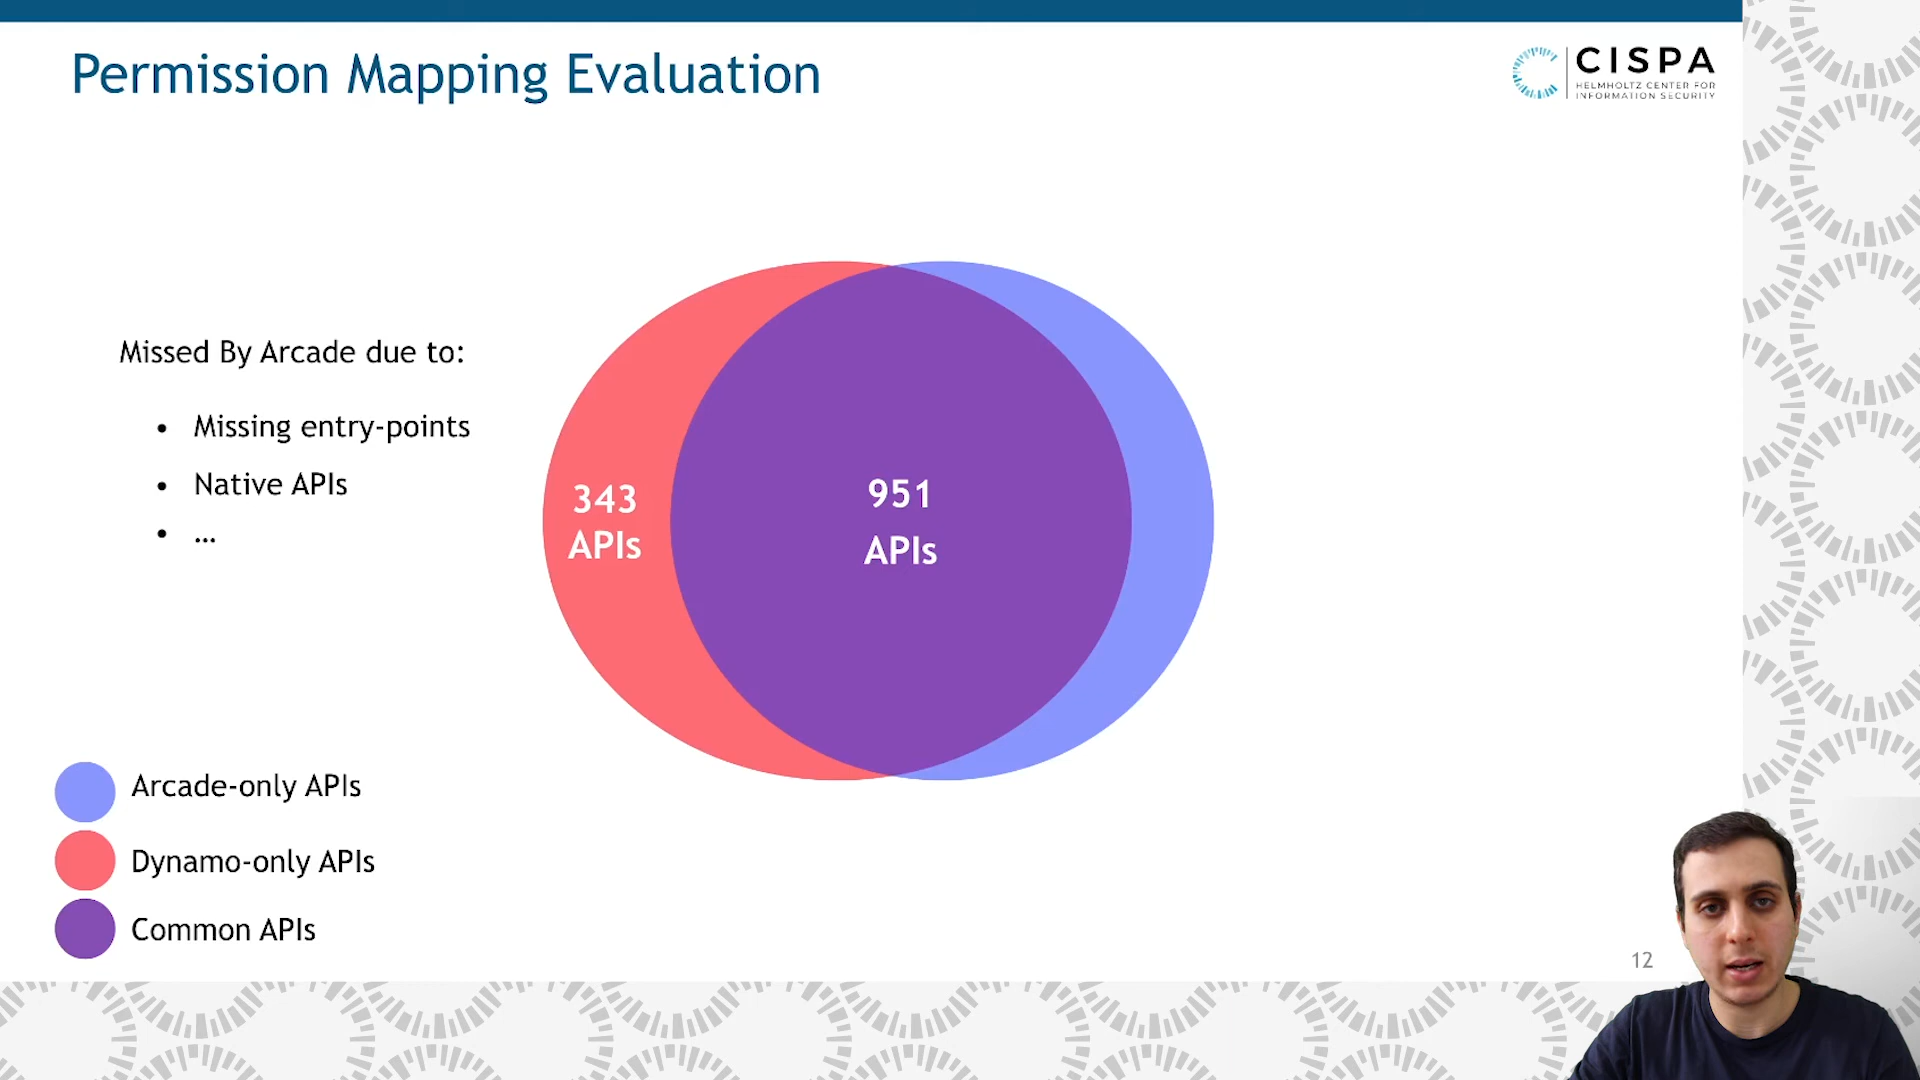 Permission Mapping Evaluation
CISPA
HELMHOLTZ CENTER FOR
INFORMATION SECURITY
Missed By Arcade due to:
• Missing entry-points
• Native APIs
• ...
343
APIs
951
APIs
Arcade-only APIs
Dynamo-only APIs
Common APIs
12